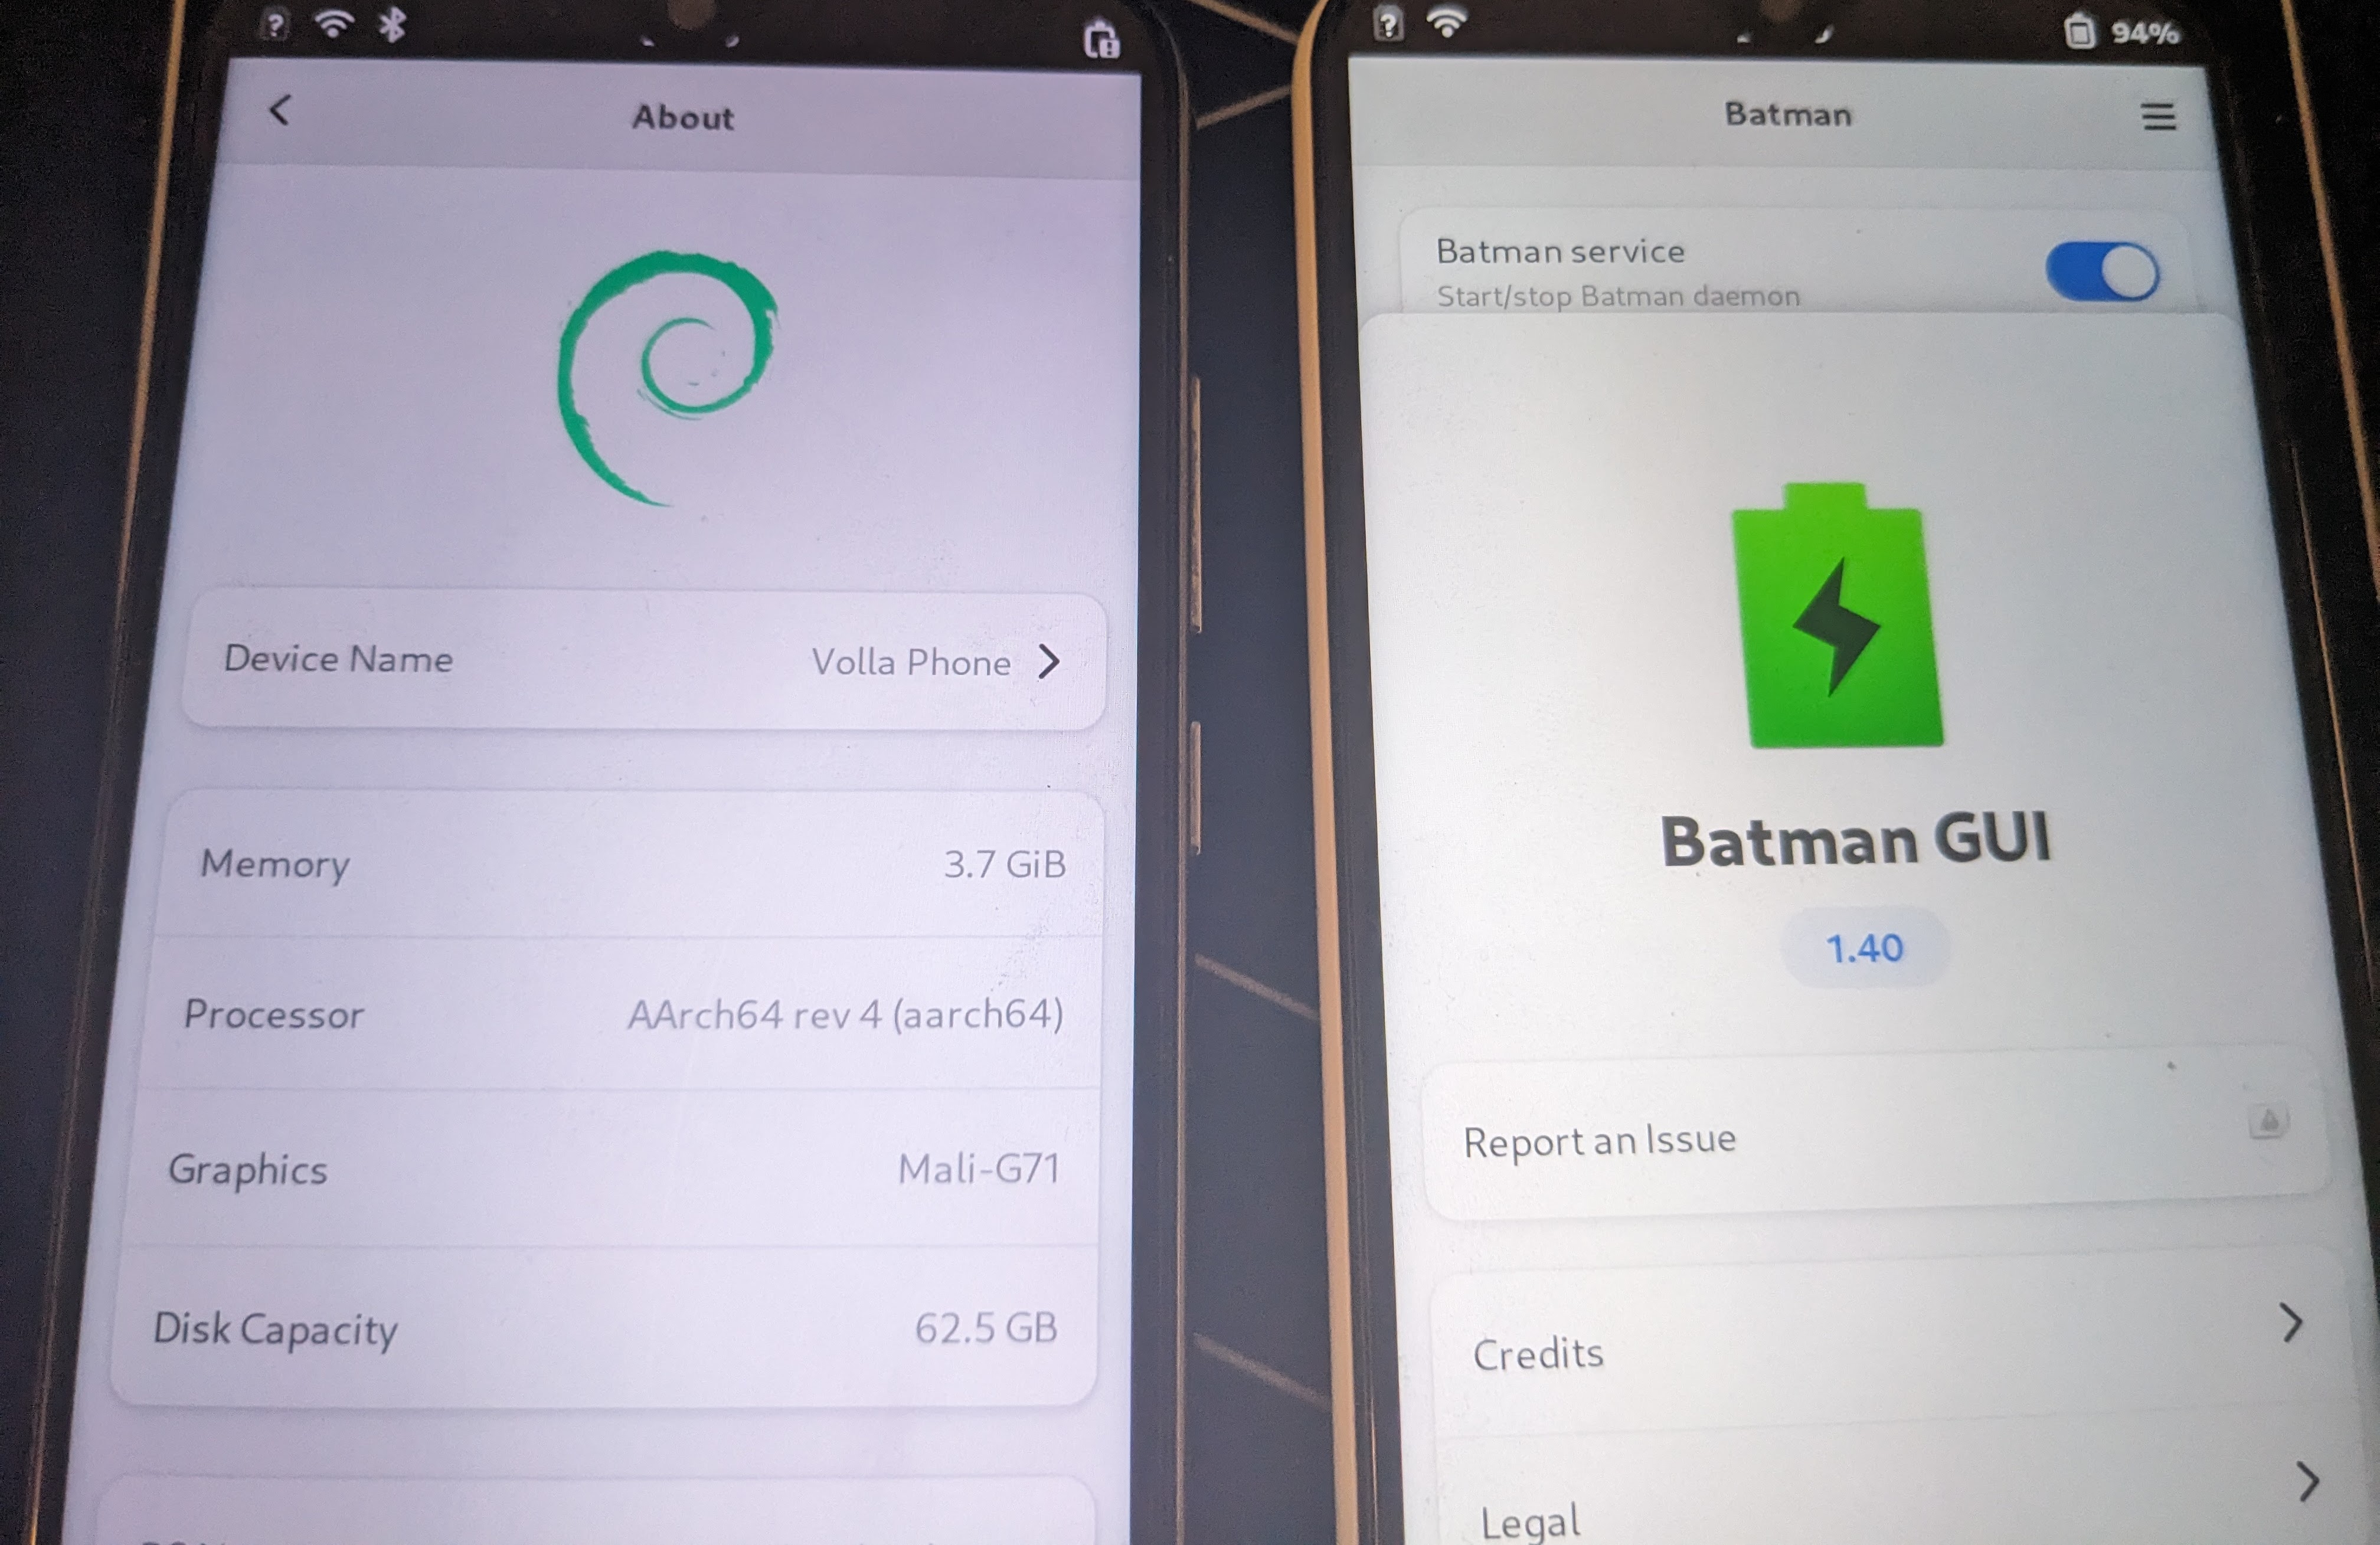 About
Device Name
Volla Phone
Memory
3.7 GiB
Processor
AArch64 rev 4 (aarch64)
Graphics
Mali-G71
Disk Capacity
62.5 GB
94%
Batman
Batman service
Start/stop Batman daemon
Batman GUI
1.40
Report an Issue
Credits
Legal